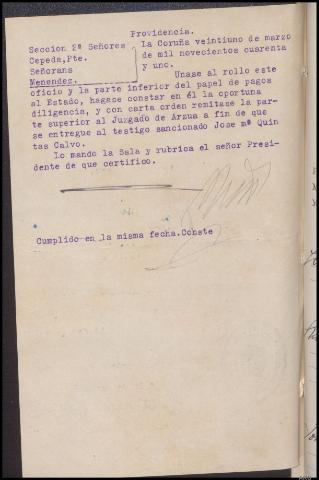 Providencia.
Seccion 2ª Señores
Cepeda,Pte.
Señorans
Menendez.
La Coruña veintiuno de marzo
de mil novecientos cuarenta
y uno.
Unase al rollo este
oficio y la parte inferior del papel de pagos
al Estado, hagase constar en él la oportuna
diligencia, y con carta orden remitase la par-
te superior al Juzgado de Arzua a fin de que
se entregue al testigo sancionado Jose mª Quin
tas Calvo.
Lo mando la Sala y rubrica el señor Presi-
dente de que certifico.
Cumplido en la misma fecha.Conste